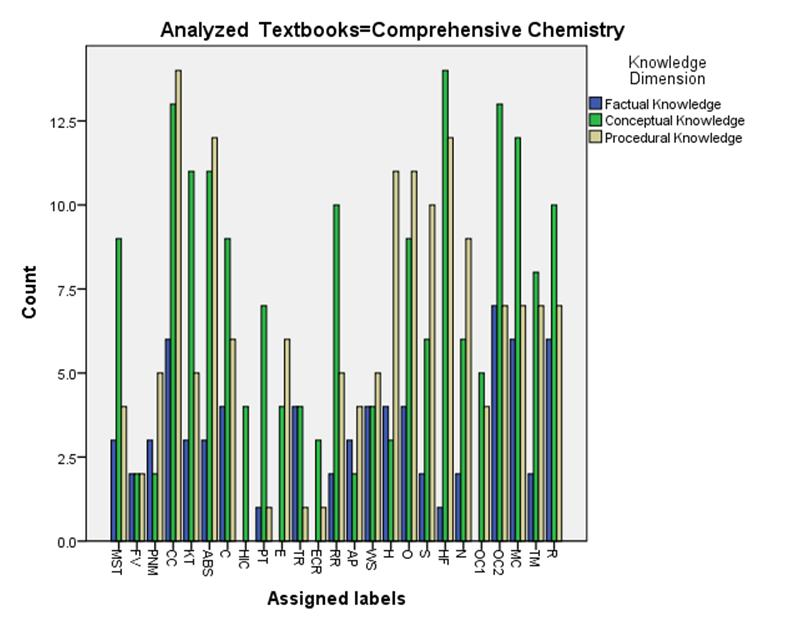 Analyzed Textbooks=Comprehensive Chemistry
Knowledge
Dimension
Factual Knowledge
Conceptual Knowledge
Procedural Knowledge
Count
12.5
10.0
7.5
5.0
2.5
0.0
MST
FV
PNM
CC
KT
ABS
C
HIC
PT
E
TR
ECR
RR
AP
WS
H
O
S
HF
N
OC1
OC2
MC
TM
R
Assigned labels